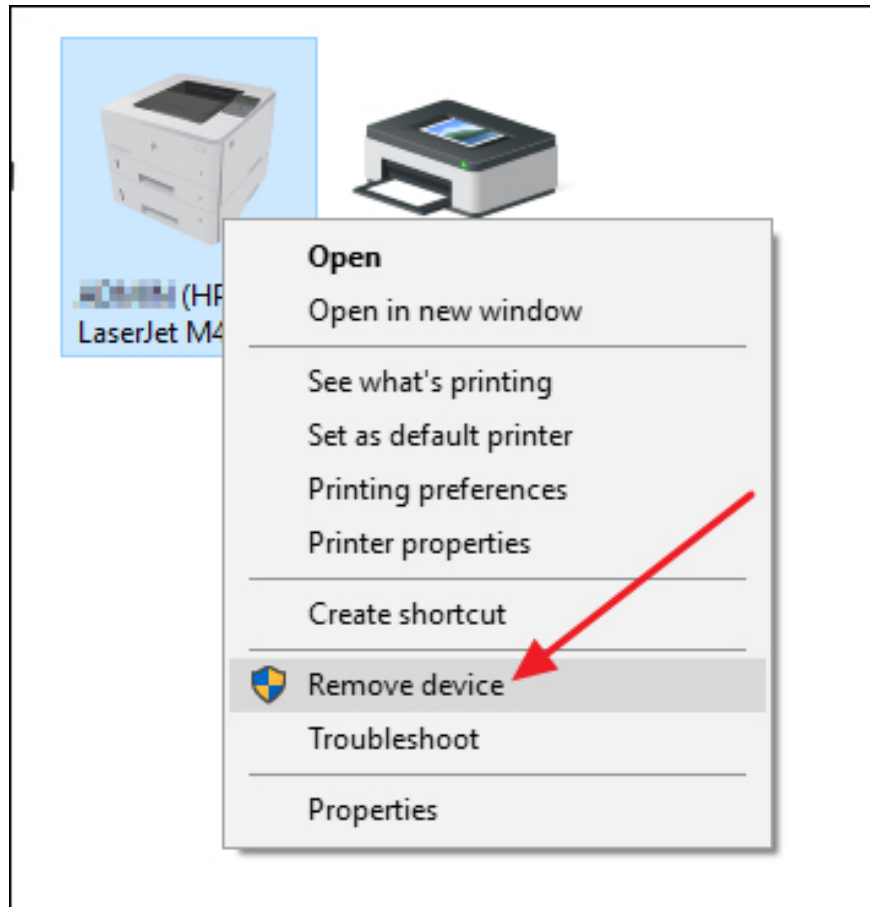 (HP
LaserJet M4
Open
Open in new window
See what's printing
Set as default printer
Printing preferences
Printer properties
Create shortcut
Remove device
Troubleshoot
Properties